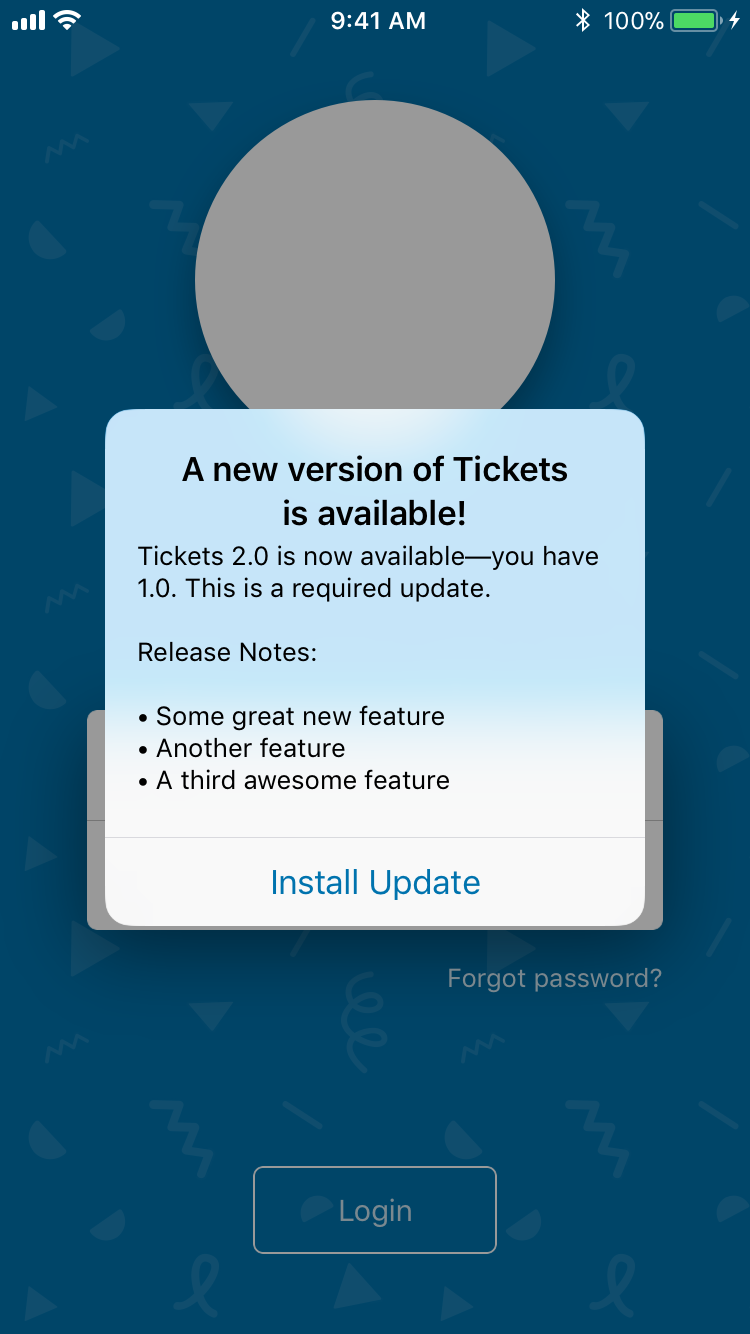 9:41 AM
100%
A new version of Tickets
is available!
Tickets 2.0 is now available—you have
1.0. This is a required update.
Release Notes:
• Some great new feature
• Another feature
• A third awesome feature
Install Update
Forgot password?
Login